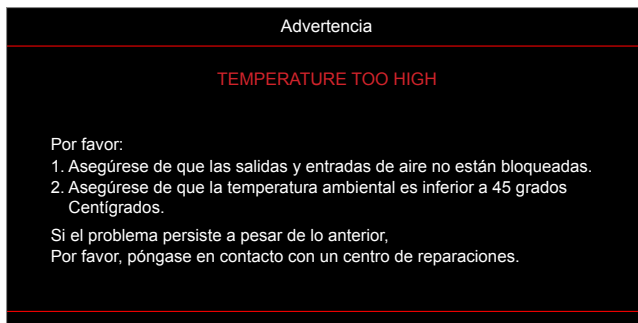 Advertencia
TEMPERATURE TOO HIGH
Por favor:
1. Asegúrese de que las salidas y entradas de aire no están bloqueadas.
2. Asegúrese de que la temperatura ambiental es inferior a 45 grados
Centígrados.
Si el problema persiste a pesar de lo anterior,
Por favor, póngase en contacto con un centro de reparaciones.